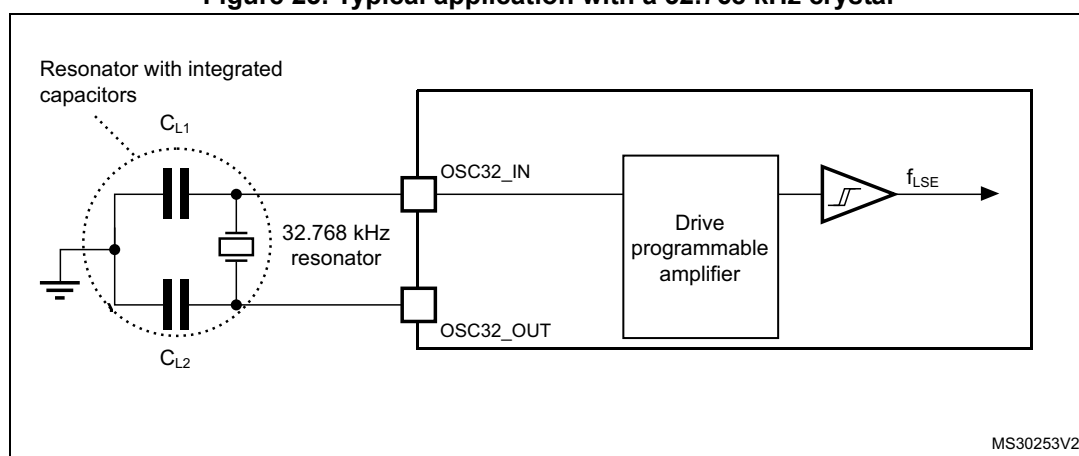 Figure 23. Typical application with a 32.768 kHz crystal
Resonator with integrated
capacitors
CL1
OSC32_IN
fLSE
32.768 kHz
resonator
Drive
programmable
amplifier
OSC32_OUT
CL2
MS30253V2